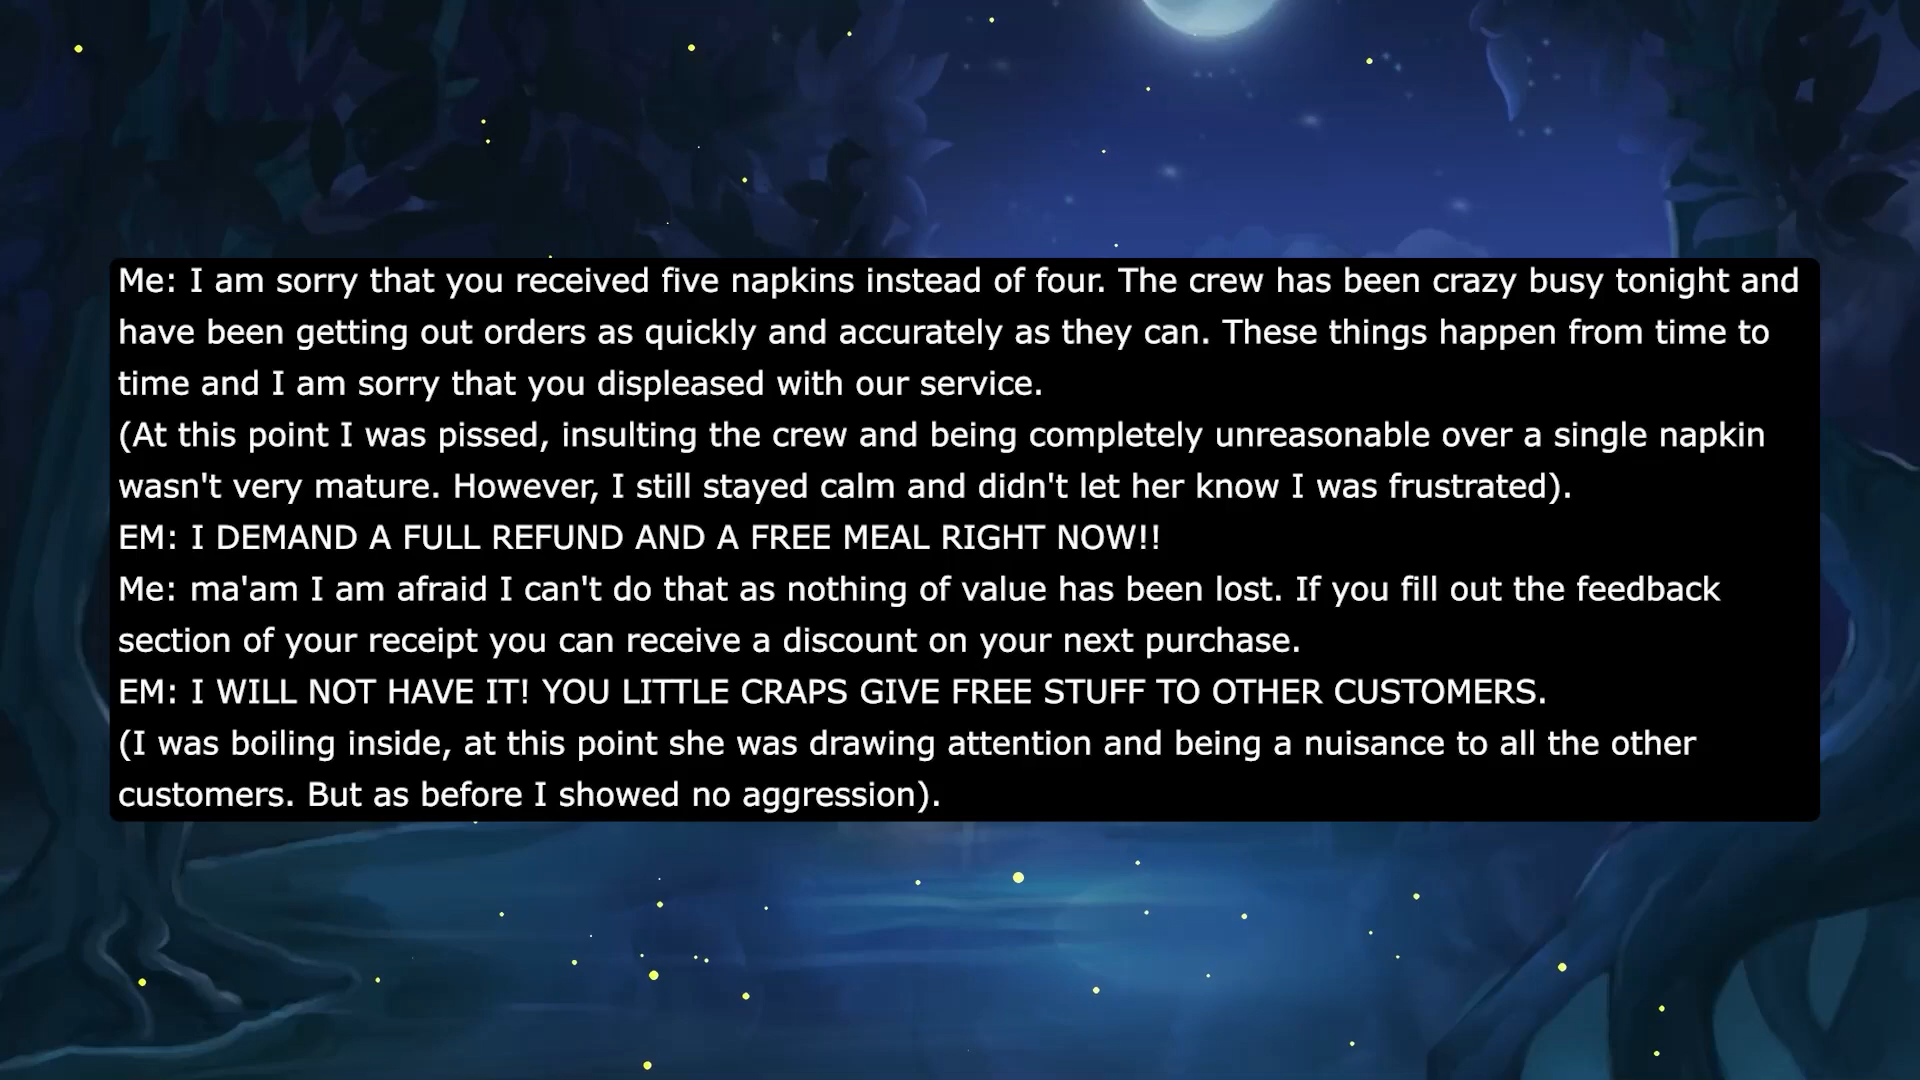 Me: I am sorry that you received five napkins instead of four. The crew has been crazy busy tonight and
have been getting out orders as quickly and accurately as they can. These things happen from time to
time and I am sorry that you displeased with our service.
(At this point I was pissed, insulting the crew and being completely unreasonable over a single napkin
wasn't very mature. However, I still stayed calm and didn't let her know I was frustrated).
EM: I DEMAND A FULL REFUND AND A FREE MEAL RIGHT NOW!!
Me: ma'am I am afraid I can't do that as nothing of value has been lost. If you fill out the feedback
section of your receipt you can receive a discount on your next purchase.
EM: I WILL NOT HAVE IT! YOU LITTLE CRAPS GIVE FREE STUFF TO OTHER CUSTOMERS.
(I was boiling inside, at this point she was drawing attention and being a nuisance to all the other
customers. But as before I showed no aggression).